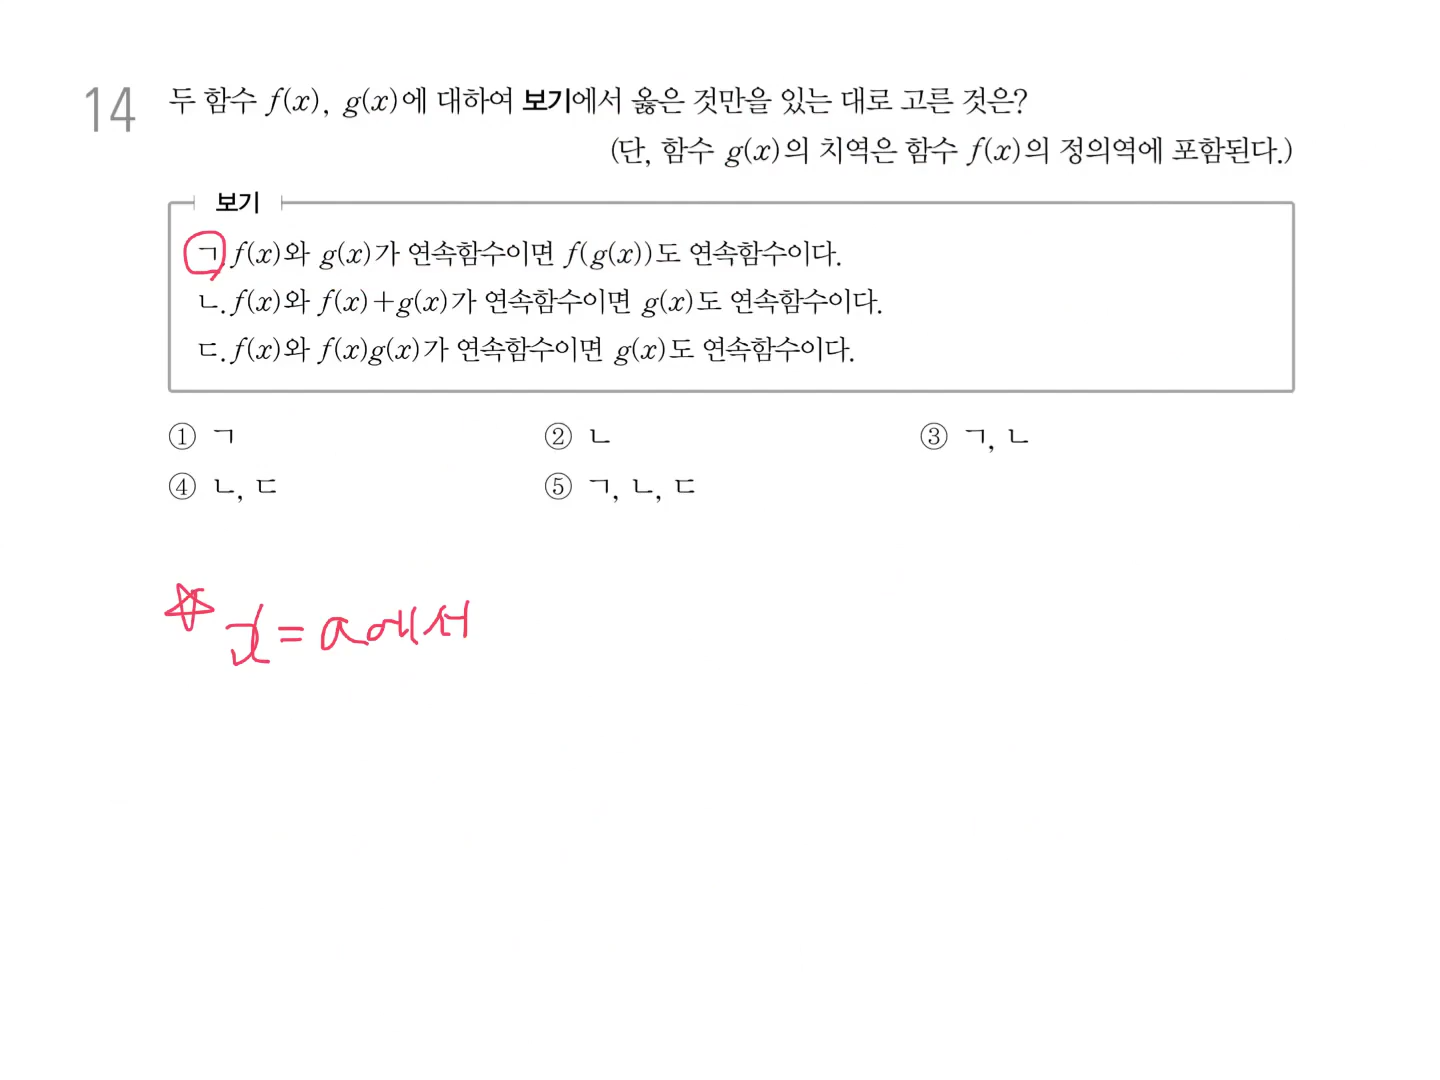 14 두 함수 f(x), g(x)에 대하여 보기에서 옳은 것만을 있는 대로 고른 것은?
(단, 함수 g(x)의 치역은 함수 f(x)의 정의역에 포함된다.)
보기
ㄱ. f(x)와 g(x)가 연속함수이면 f(g(x))도 연속함수이다.
ㄴ. f(x)와 f(x)+g(x)가 연속함수이면 g(x)도 연속함수이다.
ㄷ. f(x)와 f(x)g(x)가 연속함수이면 g(x)도 연속함수이다.
① ㄱ ② ㄴ ③ ㄱ, ㄴ
④ ㄴ, ㄷ ⑤ ㄱ, ㄴ, ㄷ
☆ x=a에서